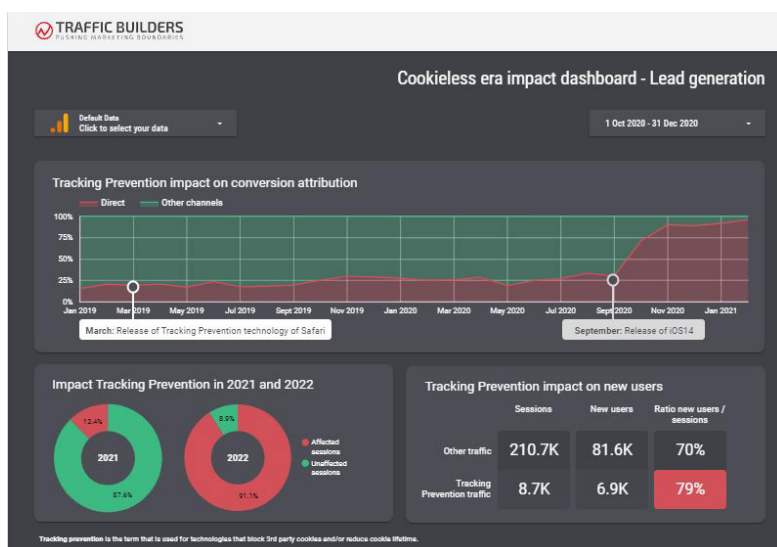 TRAFFIC BUILDERS
PUSHING MARKETING BOUNDARIES
Cookieless era impact dashboard - Lead generation
Default Data
Click to select your data
1 Oct 2020 - 31 Dec 2020
Tracking Prevention impact on conversion attribution
Direct Other channels
100%
75%
50%
25%
0%
Jan 2019 Mar 2019 May 2019 Jul 2019 Sept 2019 Nov 2019 Jan 2020 Mar 2020 May 2020 Jul 2020 Sept 2020 Nov 2020 Jan 2021
March: Release of Tracking Prevention technology of Safari
September: Release of iOS14
Impact Tracking Prevention in 2021 and 2022
12.4%
2021
87.6%
8.9%
2022
91.1%
Affected
sessions
Unaffected
sessions
Tracking Prevention impact on new users
Sessions New users Ratio new users /
sessions
Other traffic 210.7K 81.6K 70%
Tracking
Prevention traffic 8.7K 6.9K 79%
Tracking prevention is the term that is used for technologies that block 3rd party cookies and/or reduce cookie lifetime.